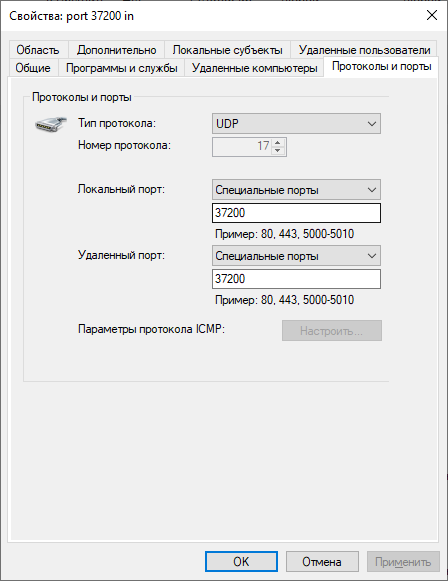 Свойства: port 37200 in
Область
Дополнительно
Локальные субъекты
Удаленные пользователи
Общие
Программы и службы
Удаленные компьютеры
Протоколы и порты
Протоколы и порты
Тип протокола:
UDP
Номер протокола:
17
Локальный порт:
Специальные порты
37200
Пример: 80, 443, 5000-5010
Удаленный порт:
Специальные порты
37200
Пример: 80, 443, 5000-5010
Параметры протокола ICMP:
Настроить...
OK
Отмена
Применить